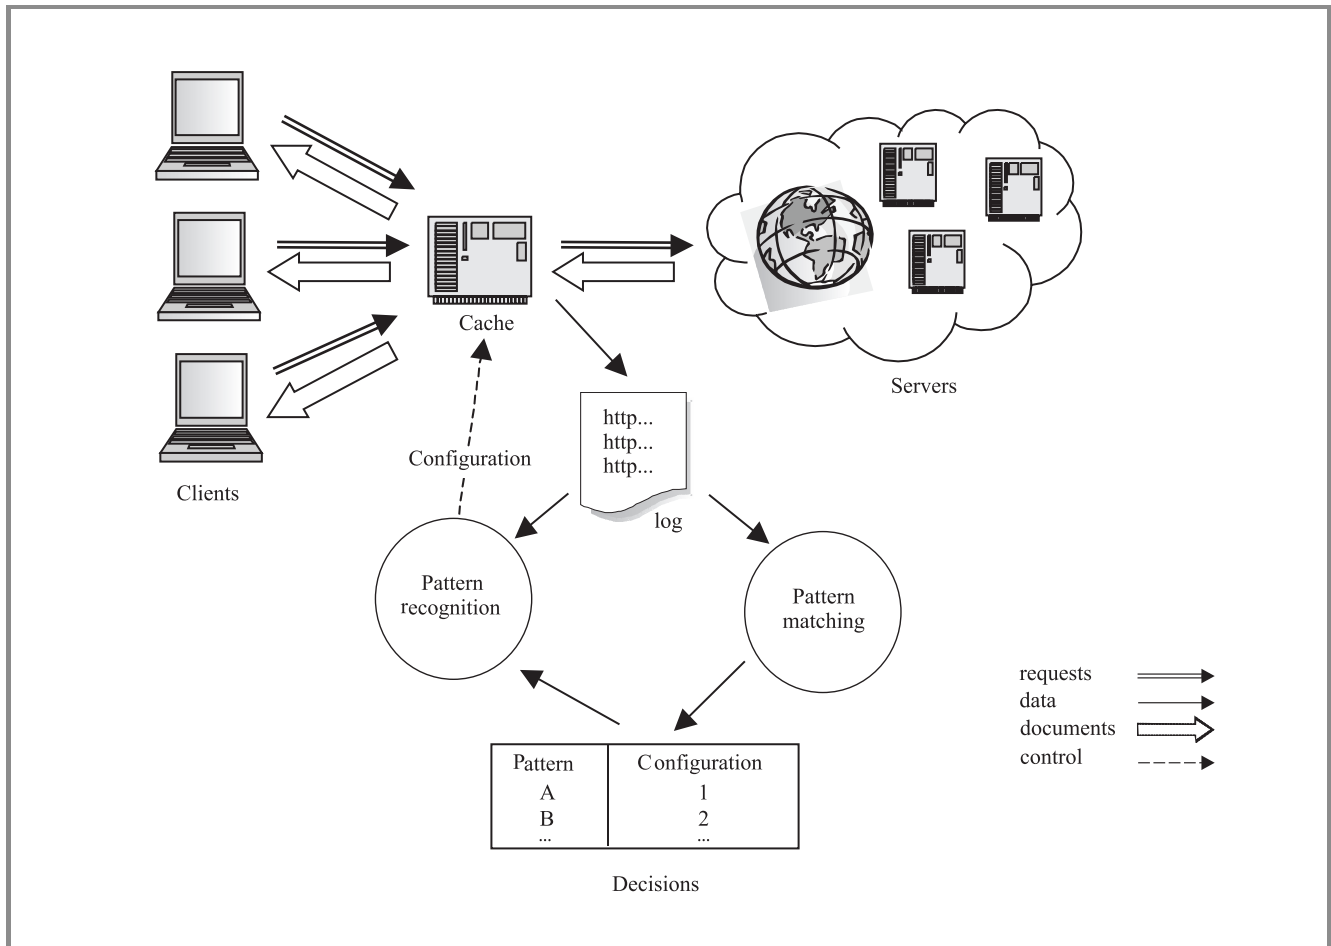 Cache
Servers
http...
http...
http...
Configuration
Clients
log
Pattern
recognition
Pattern
matching
requests
data
documents
control
Pattern Configuration
A 1
B 2
... ...
Decisions